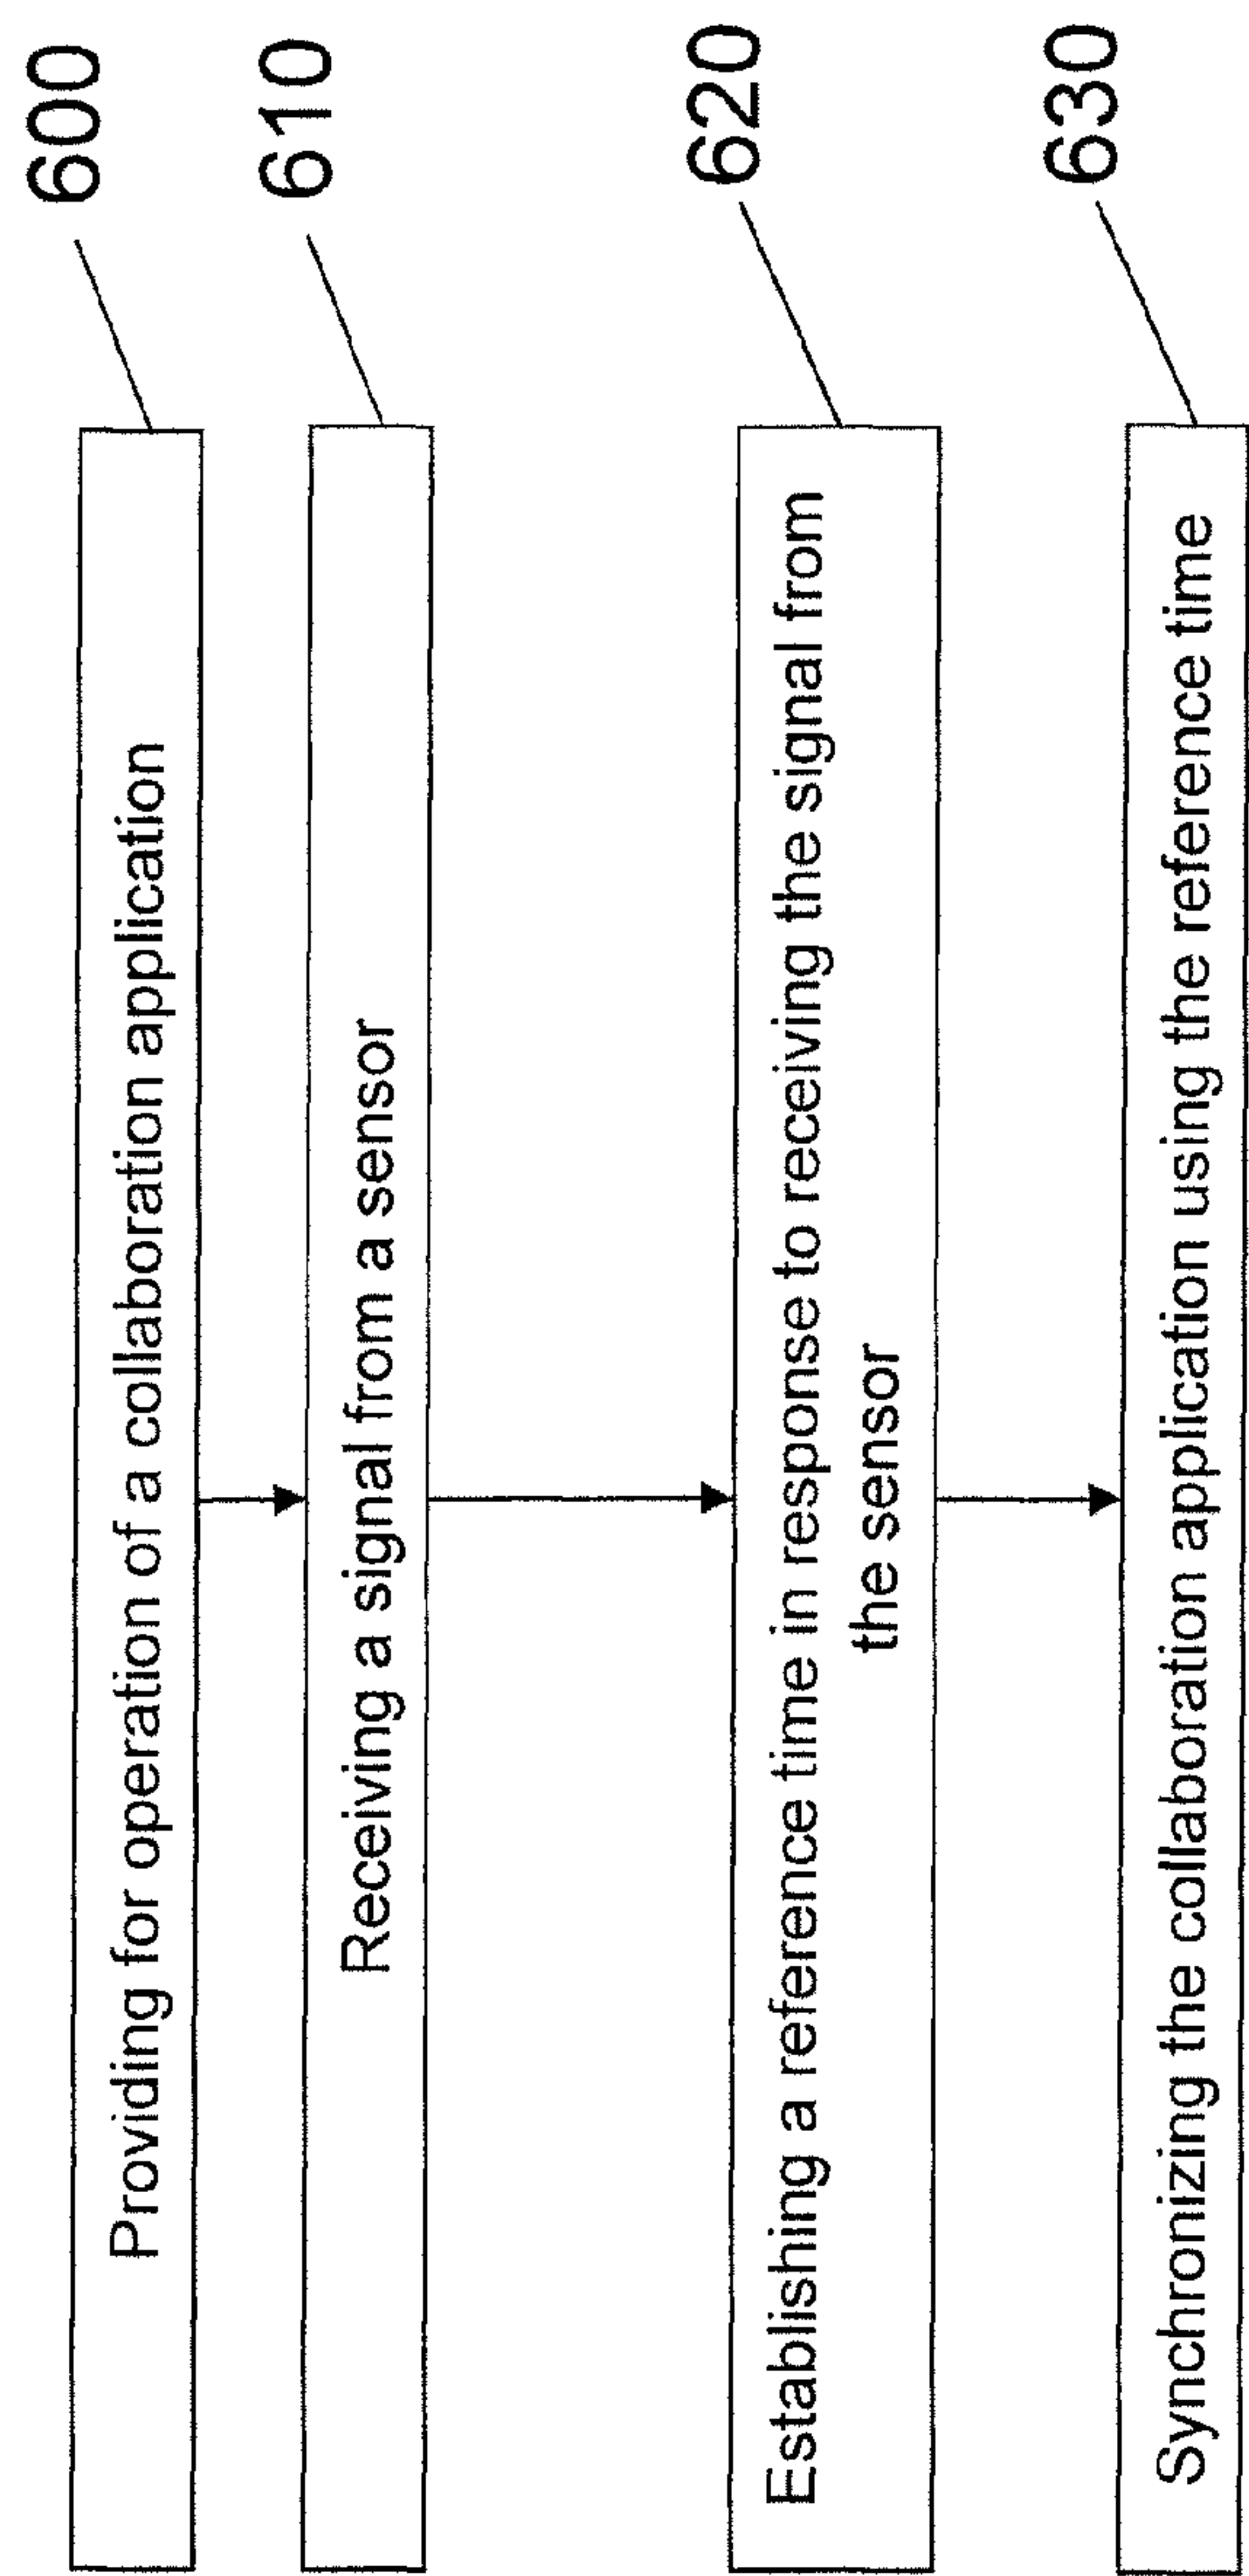 Providing for operation of a collaboration application
600
Receiving a signal from a sensor
610
Establishing a reference time in response to receiving the signal from
the sensor
620
Synchronizing the collaboration application using the reference time
630